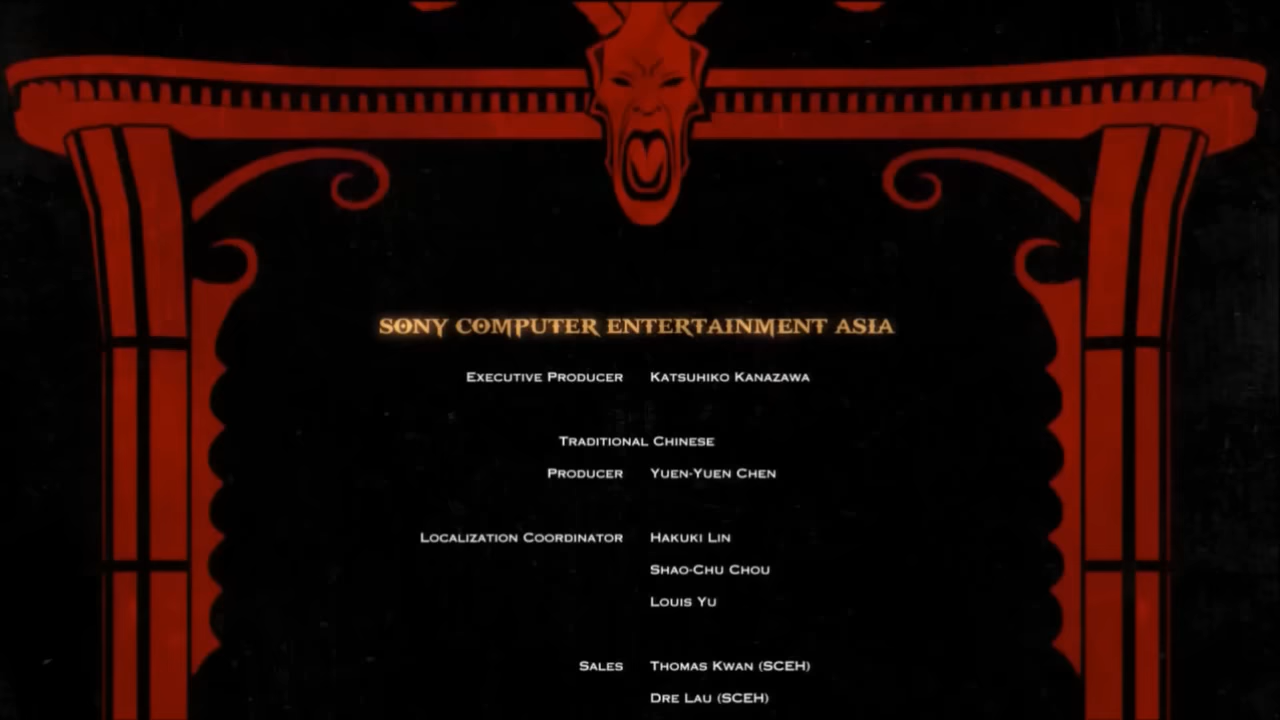 SONY COMPUTER ENTERTAINMENT ASIA
EXECUTIVE PRODUCER KATSUHIKO KANAZAWA
TRADITIONAL CHINESE
PRODUCER YUEN-YUEN CHEN
LOCALIZATION COORDINATOR HAKUKI LIN
SHAO-CHU CHOU
LOUIS YU
SALES THOMAS KWAN (SCEH)
DRE LAU (SCEH)